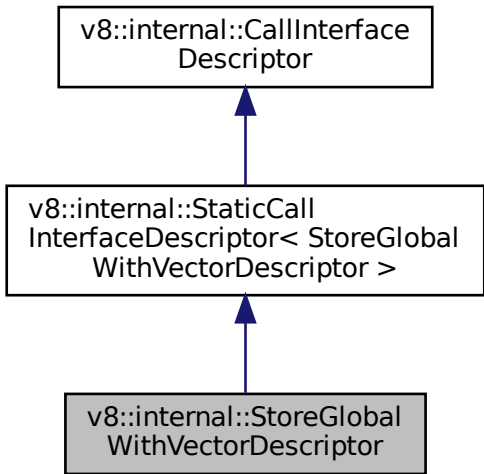 v8::internal::CallInterface
Descriptor
v8::internal::StaticCall
InterfaceDescriptor< StoreGlobal
WithVectorDescriptor >
v8::internal::StoreGlobal
WithVectorDescriptor